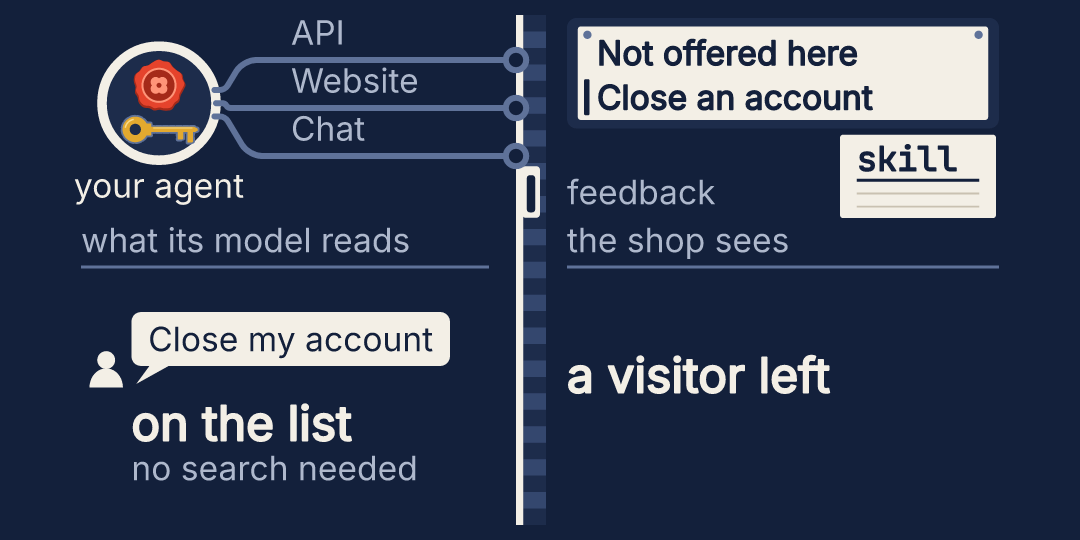 API
Website
Chat
your agent
what its model reads
Close my account
on the list
no search needed
Not offered here
Close an account
skill
feedback
the shop sees
a visitor left